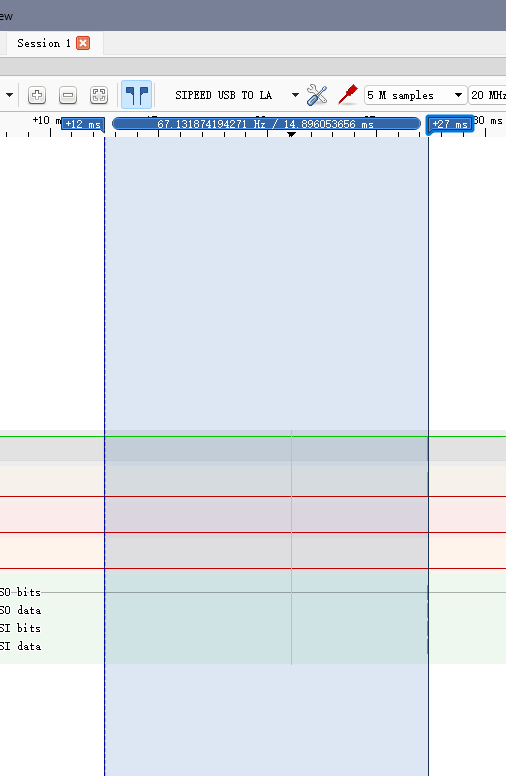 ew
Session 1
SIPEED USB TO LA
5 M samples
20 MHz
+10 m
+12 ms
67.131874194271 Hz / 14.896053656 ms
+27 ms
30 ms
SO bits
SO data
SI bits
SI data